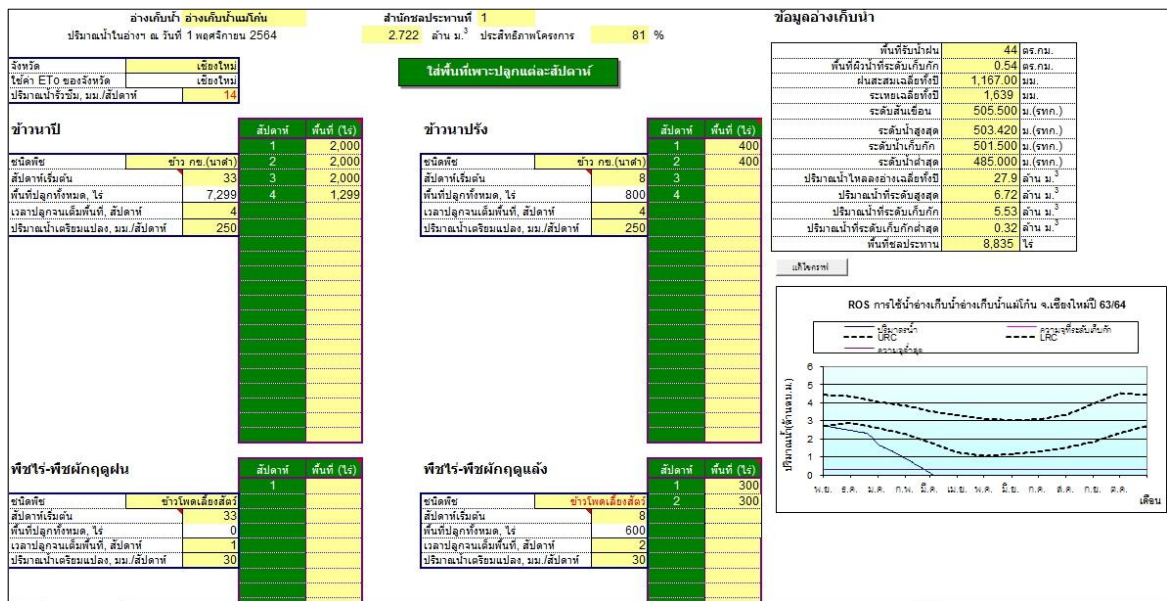 อ่างเก็บน้ำ อ่างเก็บน้ำแม่โก๋น สำนักชลประทานที่ 1
ปริมาณน้ำในอ่างฯ ณ วันที่ 1 พฤศจิกายน 2564 2.722 ล้าน ม.3 ประสิทธิภาพโครงการ 81 %
จังหวัด เชียงใหม่
ใช้ค่า ETo ของจังหวัด เชียงใหม่
ปริมาณน้ำรั่วซึม, มม./สัปดาห์ 14
ใส่พื้นที่เพาะปลูกแต่ละสัปดาห์
ข้าวนาปี
สัปดาห์ พื้นที่ (ไร่)
1 2,000
ชนิดพืช ข้าว กข.(นาดำ) 2 2,000
สัปดาห์เริ่มต้น 33 3 2,000
พื้นที่ปลูกทั้งหมด, ไร่ 7,299 4 1,299
เวลาปลูกจนเต็มพื้นที่, สัปดาห์ 4
ปริมาณน้ำเตรียมแปลง, มม./สัปดาห์ 250
ข้าวนาปรัง
สัปดาห์ พื้นที่ (ไร่)
1 400
ชนิดพืช ข้าว กข.(นาดำ) 2 400
สัปดาห์เริ่มต้น 8 3
พื้นที่ปลูกทั้งหมด, ไร่ 800 4
เวลาปลูกจนเต็มพื้นที่, สัปดาห์ 4
ปริมาณน้ำเตรียมแปลง, มม./สัปดาห์ 250
พืชไร่-พืชผักฤดูฝน
สัปดาห์ พื้นที่ (ไร่)
1
ชนิดพืช ข้าวโพดเลี้ยงสัตว์
สัปดาห์เริ่มต้น 33
พื้นที่ปลูกทั้งหมด, ไร่ 0
เวลาปลูกจนเต็มพื้นที่, สัปดาห์ 1
ปริมาณน้ำเตรียมแปลง, มม./สัปดาห์ 30
พืชไร่-พืชผักฤดูแล้ง
สัปดาห์ พื้นที่ (ไร่)
1 300
ชนิดพืช ข้าวโพดเลี้ยงสัตว์ 2 300
สัปดาห์เริ่มต้น 8
พื้นที่ปลูกทั้งหมด, ไร่ 600
เวลาปลูกจนเต็มพื้นที่, สัปดาห์ 2
ปริมาณน้ำเตรียมแปลง, มม./สัปดาห์ 30
ข้อมูลอ่างเก็บน้ำ
พื้นที่รับน้ำฝน 44 ตร.กม.
พื้นที่ผิวน้ำที่ระดับเก็บกัก 0.54 ตร.กม.
ฝนสะสมเฉลี่ยทั้งปี 1,167.00 มม.
ระเหยเฉลี่ยทั้งปี 1,639 มม.
ระดับสันเขื่อน 505.500 ม.(รทก.)
ระดับน้ำสูงสุด 503.420 ม.(รทก.)
ระดับน้ำเก็บกัก 501.500 ม.(รทก.)
ระดับน้ำต่ำสุด 485.000 ม.(รทก.)
ปริมาณน้ำไหลลงอ่างเฉลี่ยทั้งปี 27.9 ล้าน ม.3
ปริมาณน้ำที่ระดับสูงสุด 6.72 ล้าน ม.3
ปริมาณน้ำที่ระดับเก็บกัก 5.53 ล้าน ม.3
ปริมาณน้ำที่ระดับเก็บกักต่ำสุด 0.32 ล้าน ม.3
พื้นที่ชลประทาน 8,835 ไร่
แก้ไขกราฟ
ROS การใช้น้ำอ่างเก็บน้ำอ่างเก็บน้ำแม่โก๋น จ.เชียงใหม่ปี 63/64
ปริมาตรน้ำ ความจุที่ระดับเก็บกัก
URC LRC
ความจุต่ำสุด
ปริมาณน้ำ(ล้านลบ.ม.)
6
5
4
3
2
1
0
พ.ย. ธ.ค. ม.ค. ก.พ. มี.ค. เม.ย. พ.ค. มิ.ย. ก.ค. ส.ค. ก.ย. ต.ค.
เดือน